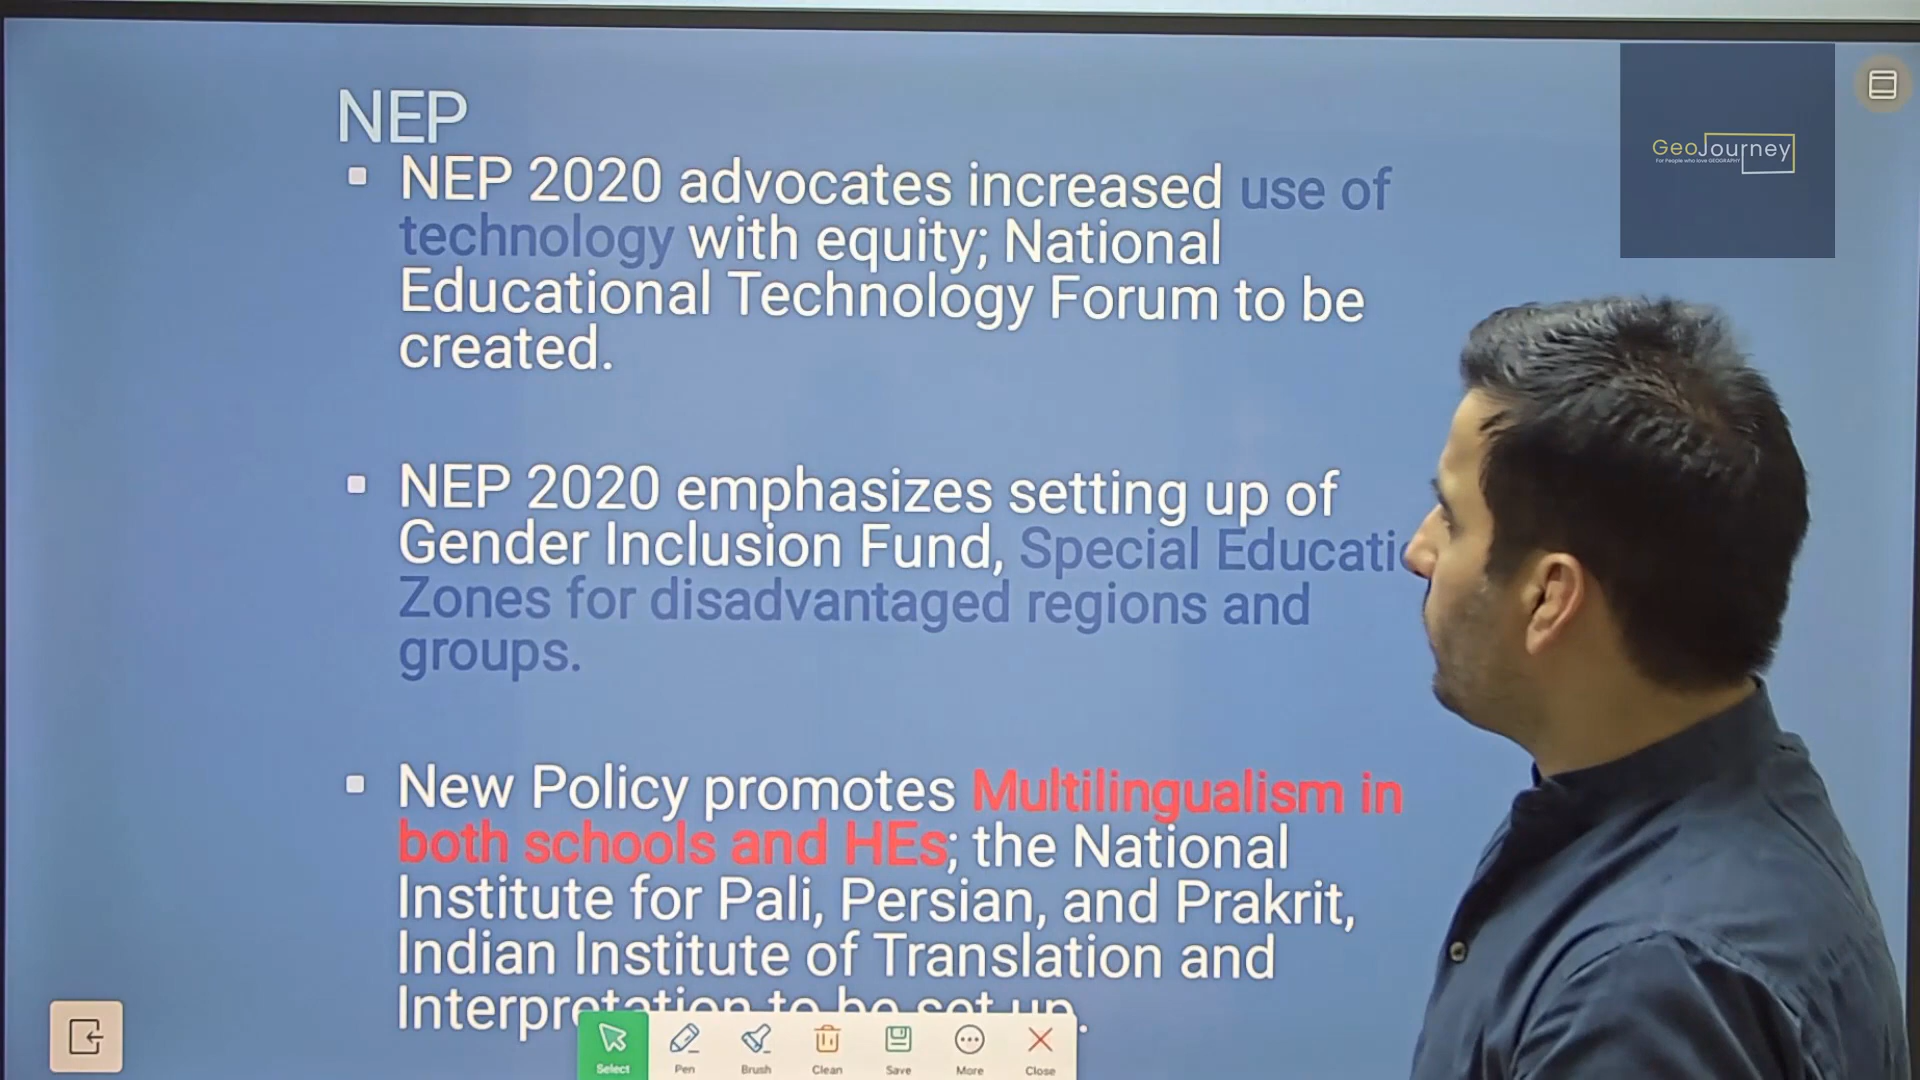 NEP
NEP 2020 advocates increased use of
technology with equity; National
Educational Technology Forum to be
created.
NEP 2020 emphasizes setting up of
Gender Inclusion Fund, Special
Zones for disadvantaged regions and
groups.
New Policy promotes Multilingualism in
both schools and HEs; the National
Institute for Pali, Persian, and Prakrit,
Indian Institute of Translation and
Interpretation to be set up.
GeoJourney
For People who love GEOGRAPHY
Select Pen Brush Clean Save More Close